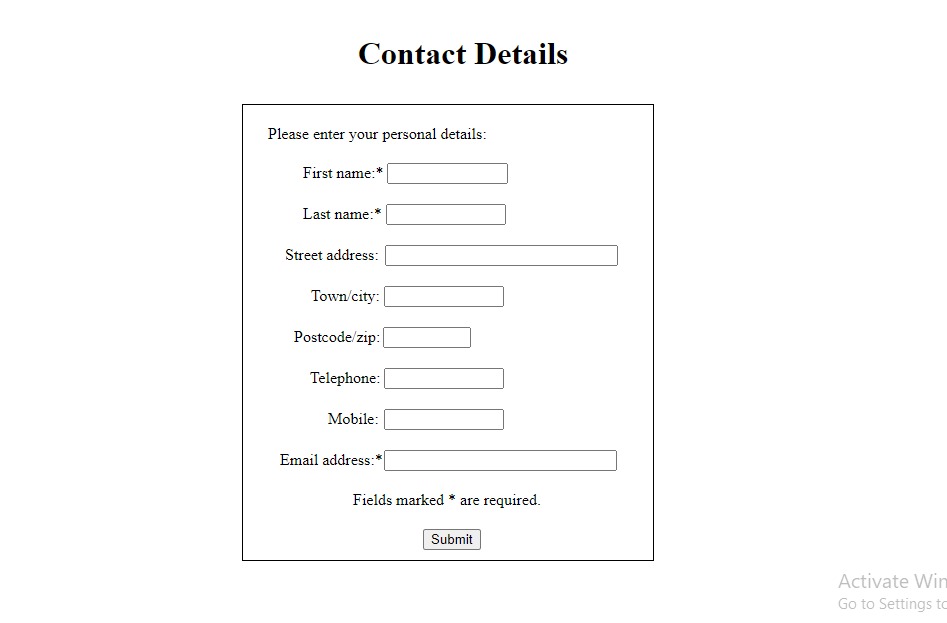 Contact Details
Please enter your personal details:
First name:*
Last name:*
Street address:
Town/city:
Postcode/zip:
Telephone:
Mobile:
Email address:*
Fields marked * are required.
Submit
Activate Win
Go to Settings to